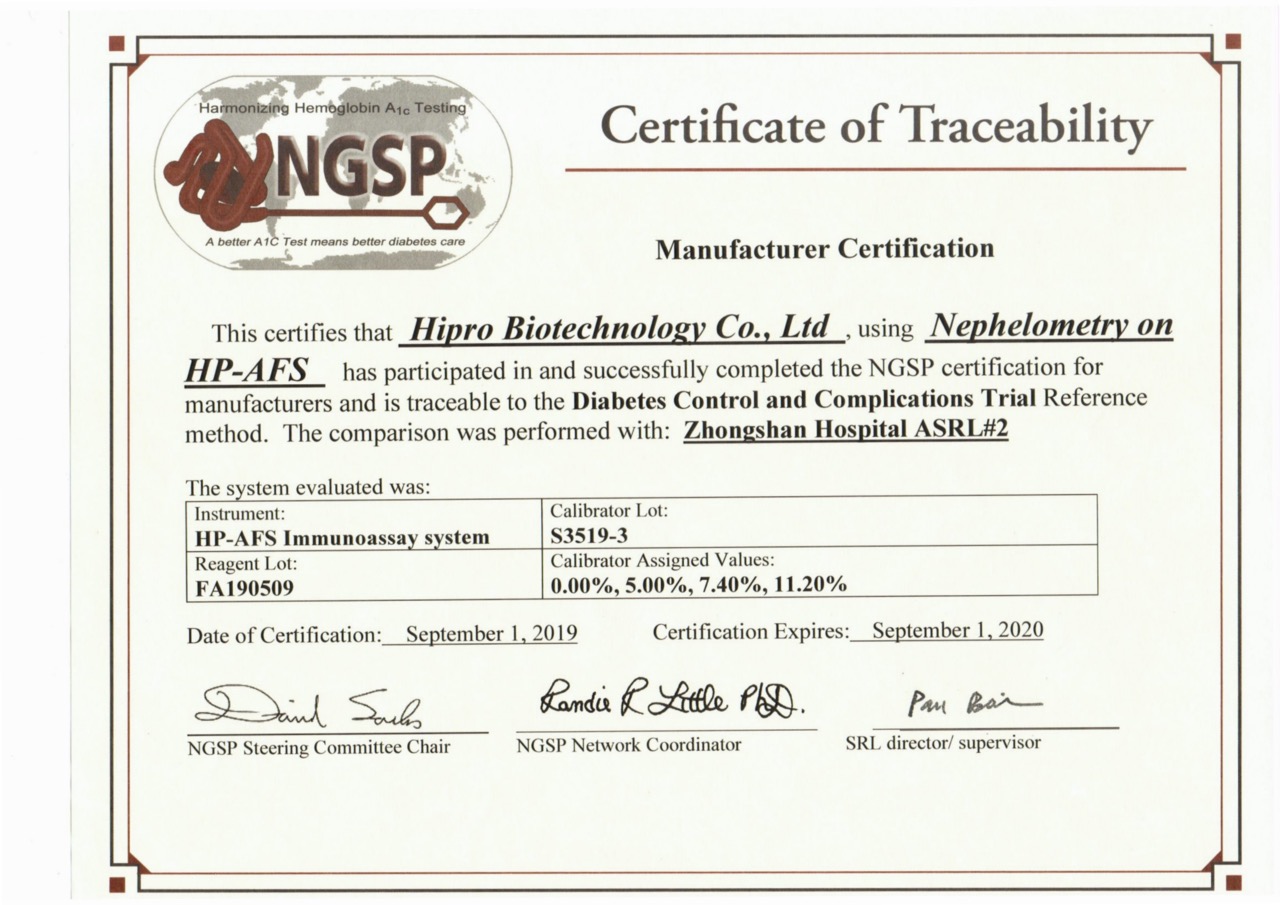 Harmonizing Hemoglobin A1c Testing
NGSP
A better A1C Test means better diabetes care
Certificate of Traceability
Manufacturer Certification
This certifies that Hipro Biotechnology Co., Ltd , using Nephelometry on
HP-AFS has participated in and successfully completed the NGSP certification for
manufacturers and is traceable to the Diabetes Control and Complications Trial Reference
method. The comparison was performed with: Zhongshan Hospital ASRL#2
The system evaluated was:
Instrument:
HP-AFS Immunoassay system
Calibrator Lot:
S3519-3
Reagent Lot:
FA190509
Calibrator Assigned Values:
0.00%, 5.00%, 7.40%, 11.20%
Date of Certification: September 1, 2019 Certification Expires: September 1, 2020
Randie R Little PhD.
NGSP Steering Committee Chair
NGSP Network Coordinator
SRL director/ supervisor